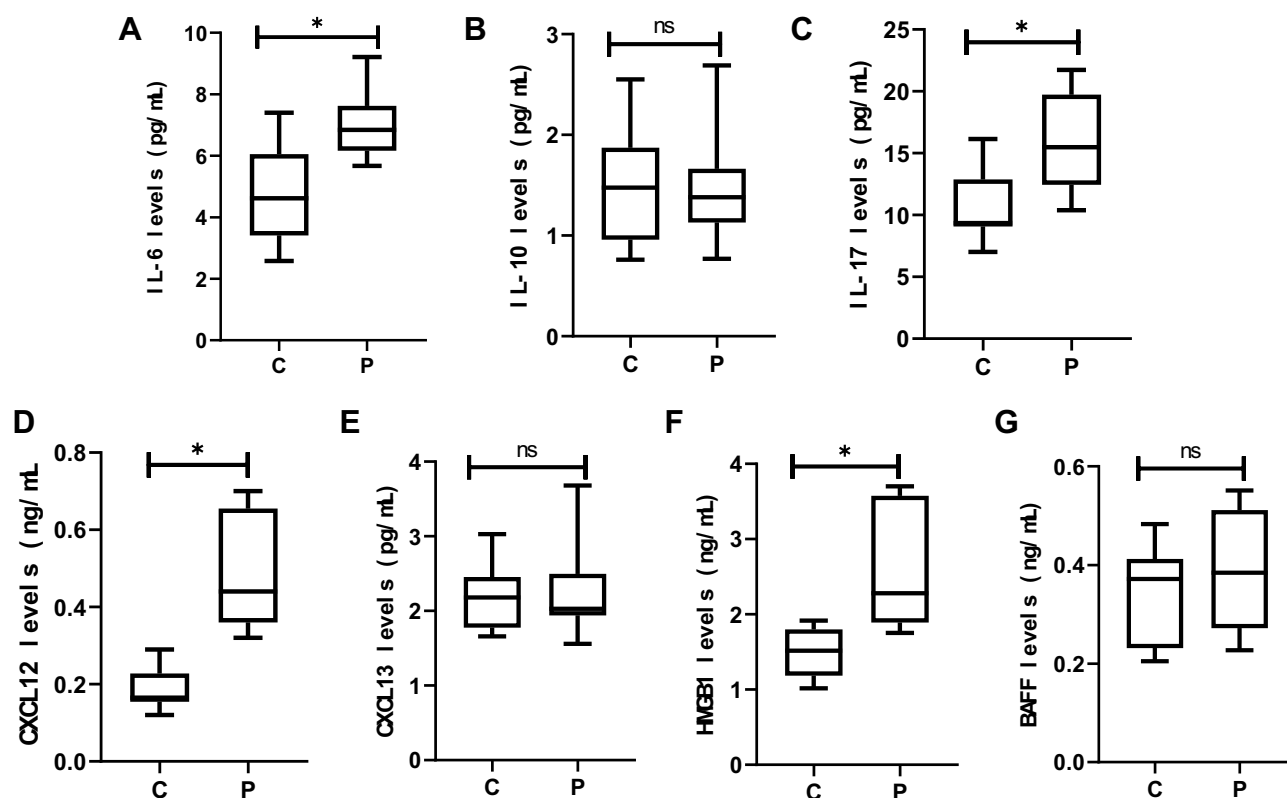 A
IL-6 levels (pg/mL)
10
8
6
4
2
0
*
C P
B
IL-10 levels (pg/mL)
3
2
1
0
ns
C P
C
IL-17 levels (pg/mL)
25
20
15
10
5
0
*
C P
D
CXCL12 levels (ng/mL
0.8
0.6
0.4
0.2
0.0
*
C P
E
CXCL13 levels (pg/mL)
4
3
2
1
0
ns
C P
F
HMGB1 levels (ng/mL)
4
3
2
1
0
*
C P
G
BAFF levels (ng/mL)
0.6
0.4
0.2
0.0
ns
C P